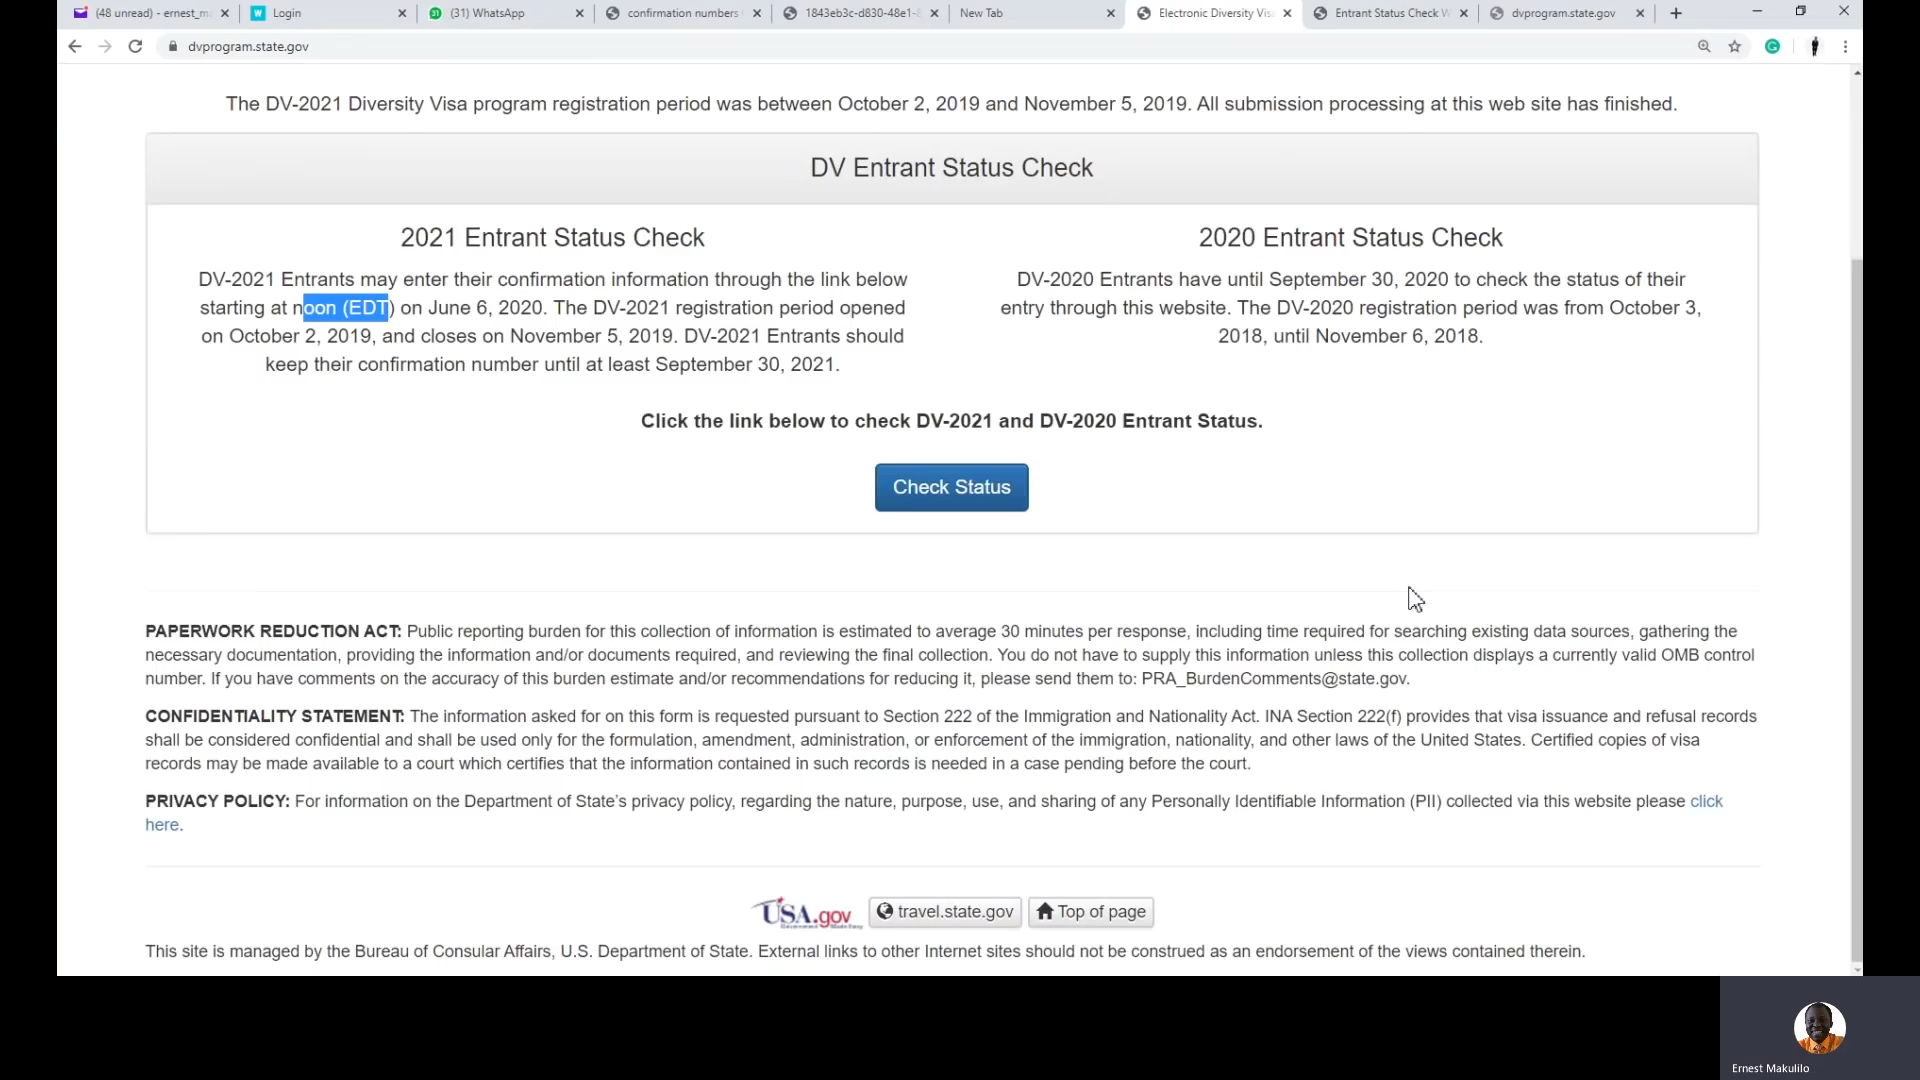 (48 unread) - ernest_m
Login
(31) WhatsApp
confirmation numbers
1843eb3c-d830-48e1-8
New Tab
Electronic Diversity Vis
Entrant Status Check W
dvprogram.state.gov
dvprogram.state.gov
The DV-2021 Diversity Visa program registration period was between October 2, 2019 and November 5, 2019. All submission processing at this web site has finished.
DV Entrant Status Check
2021 Entrant Status Check
DV-2021 Entrants may enter their confirmation information through the link below
starting at noon (EDT) on June 6, 2020. The DV-2021 registration period opened
on October 2, 2019, and closes on November 5, 2019. DV-2021 Entrants should
keep their confirmation number until at least September 30, 2021.
2020 Entrant Status Check
DV-2020 Entrants have until September 30, 2020 to check the status of their
entry through this website. The DV-2020 registration period was from October 3,
2018, until November 6, 2018.
Click the link below to check DV-2021 and DV-2020 Entrant Status.
Check Status
PAPERWORK REDUCTION ACT: Public reporting burden for this collection of information is estimated to average 30 minutes per response, including time required for searching existing data sources, gathering the
necessary documentation, providing the information and/or documents required, and reviewing the final collection. You do not have to supply this information unless this collection displays a currently valid OMB control
number. If you have comments on the accuracy of this burden estimate and/or recommendations for reducing it, please send them to: PRA_BurdenComments@state.gov.
CONFIDENTIALITY STATEMENT: The information asked for on this form is requested pursuant to Section 222 of the Immigration and Nationality Act. INA Section 222(f) provides that visa issuance and refusal records
shall be considered confidential and shall be used only for the formulation, amendment, administration, or enforcement of the immigration, nationality, and other laws of the United States. Certified copies of visa
records may be made available to a court which certifies that the information contained in such records is needed in a case pending before the court.
PRIVACY POLICY: For information on the Department of State's privacy policy, regarding the nature, purpose, use, and sharing of any Personally Identifiable Information (PII) collected via this website please click
here.
USA.gov
travel.state.gov
Top of page
This site is managed by the Bureau of Consular Affairs, U.S. Department of State. External links to other Internet sites should not be construed as an endorsement of the views contained therein.
Ernest Makulilo